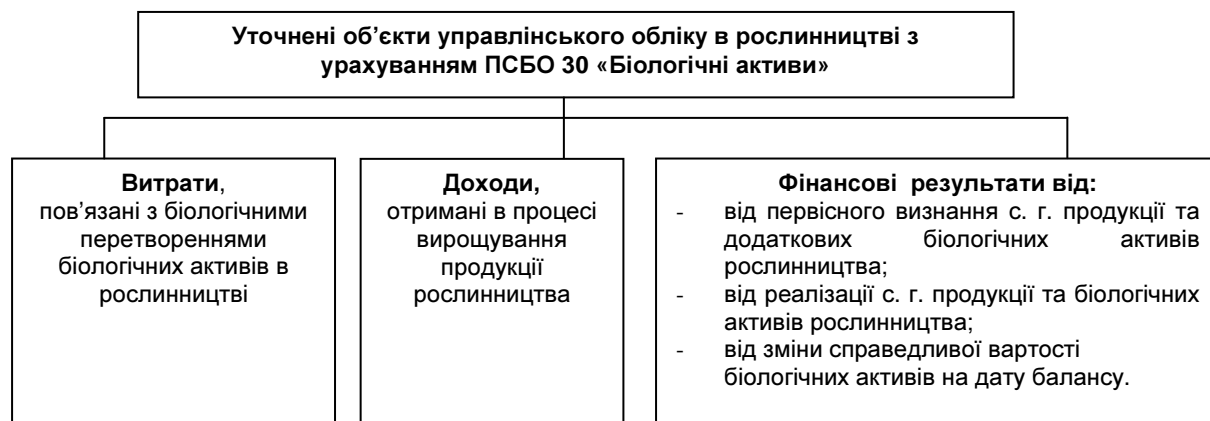 Уточнені об’єкти управлінського обліку в рослинництві з
урахуванням ПСБО 30 «Біологічні активи»
Витрати,
пов’язані з біологічними
перетвореннями
біологічних активів в
рослинництві
Доходи,
отримані в процесі
вирощування
продукції
рослинництва
Фінансові результати від:
- від первісного визнання с. г. продукції та
додаткових біологічних активів
рослинництва;
- від реалізації с. г. продукції та біологічних
активів рослинництва;
- від зміни справедливої вартості
біологічних активів на дату балансу.